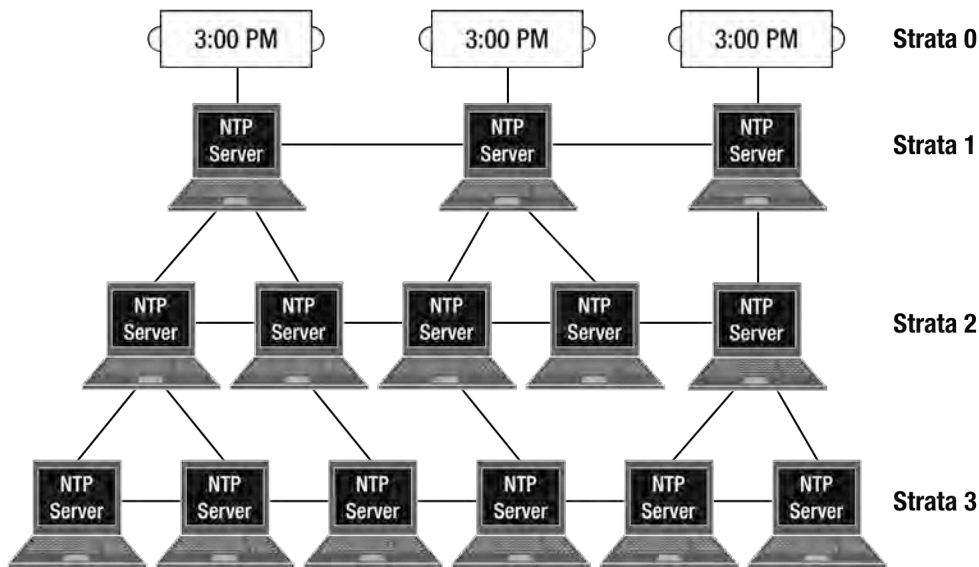 3:00 PM 3:00 PM 3:00 PM Strata 0
NTP NTP NTP
Server Server Server
Strata 1
NTP NTP NTP NTP NTP
Server Server Server Server Server
Strata 2
NTP NTP NTP NTP NTP NTP
Server Server Server Server Server Server
Strata 3